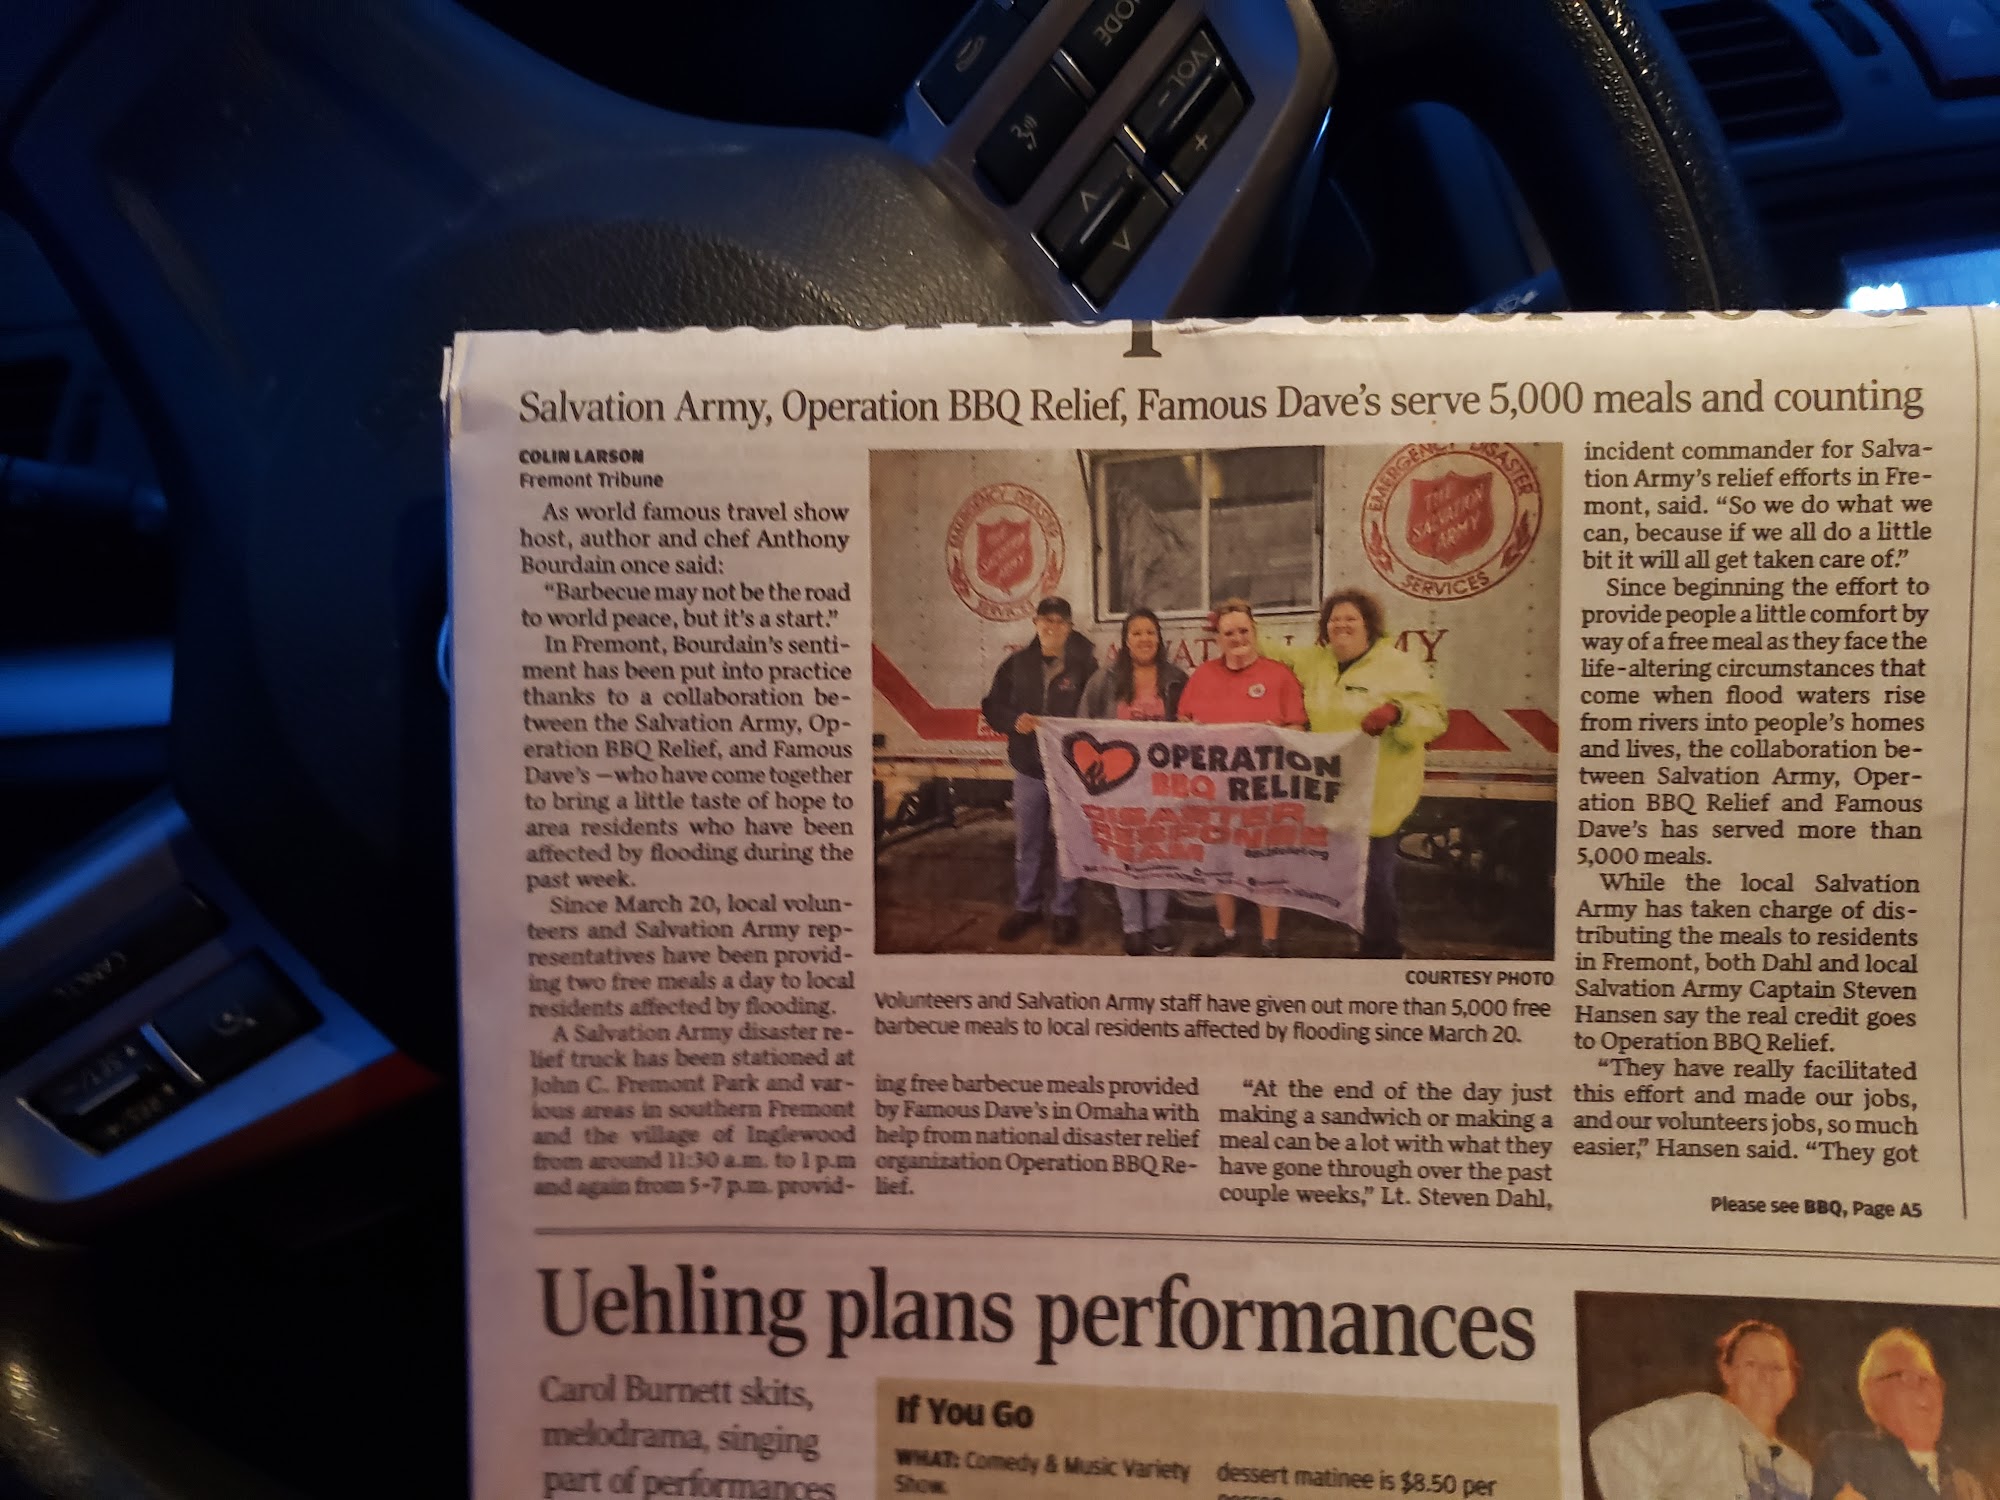 MODE
VOL
- +
CANCEL
Salvation Army, Operation BBQ Relief, Famous Dave's serve 5,000 meals and counting
COLIN LARSON
Fremont Tribune
As world famous travel show
host, author and chef Anthony
Bourdain once said:
“Barbecue may not be the road
to world peace, but it's a start.”
In Fremont, Bourdain's senti-
ment has been put into practice
thanks to a collaboration be-
tween the Salvation Army, Op-
eration BBQ Relief, and Famous
Dave's —who have come together
to bring a little taste of hope to
area residents who have been
affected by flooding during the
past week.
Since March 20, local volun-
teers and Salvation Army rep-
resentatives have been provid-
ing two free meals a day to local
residents affected by flooding.
A Salvation Army disaster re-
lief truck has been stationed at
John C. Fremont Park and var-
ious areas in southern Fremont
and the village of Inglewood
from around 11:30 a.m. to 1 p.m
and again from 5-7 p.m. provid-
EMERGENCY DISASTER
THE
SALVATION
ARMY
SERVICES
EMERGENCY DISASTER
THE
SALVATION
ARMY
SERVICES
OPERATION
BBQ RELIEF
DISASTER
RESPONSE
TEAM
COURTESY PHOTO
Volunteers and Salvation Army staff have given out more than 5,000 free
barbecue meals to local residents affected by flooding since March 20.
ing free barbecue meals provided
by Famous Dave's in Omaha with
help from national disaster relief
organization Operation BBQ Re-
lief.
“At the end of the day just
making a sandwich or making a
meal can be a lot with what they
have gone through over the past
couple weeks,” Lt. Steven Dahl,
incident commander for Salva-
tion Army's relief efforts in Fre-
mont, said. “So we do what we
can, because if we all do a little
bit it will all get taken care of.”
Since beginning the effort to
provide people a little comfort by
way of a free meal as they face the
life-altering circumstances that
come when flood waters rise
from rivers into people's homes
and lives, the collaboration be-
tween Salvation Army, Oper-
ation BBQ Relief and Famous
Dave's has served more than
5,000 meals.
While the local Salvation
Army has taken charge of dis-
tributing the meals to residents
in Fremont, both Dahl and local
Salvation Army Captain Steven
Hansen say the real credit goes
to Operation BBQ Relief.
“They have really facilitated
this effort and made our jobs,
and our volunteers jobs, so much
easier,” Hansen said. “They got
Please see BBQ, Page A5
Uehling plans performances
Carol Burnett skits,
melodrama, singing
part of performances
If You Go
WHAT: Comedy & Music Variety
Show.
dessert matinee is $8.50 per